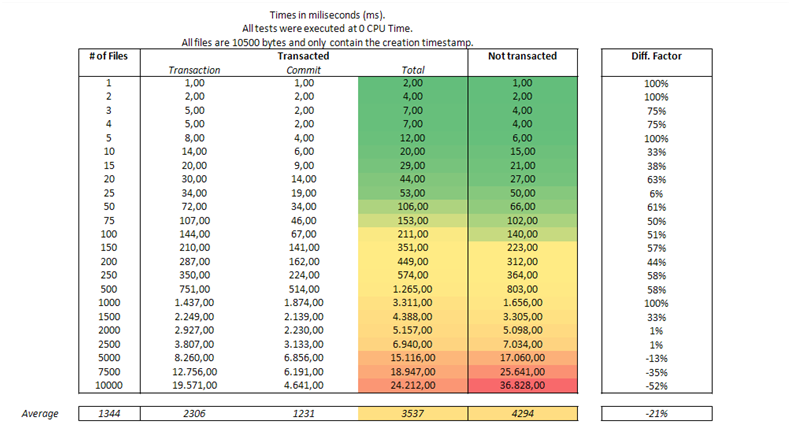 Times in miliseconds (ms).
All tests were executed at 0 CPU Time.
All files are 10500 bytes and only contain the creation timestamp.
# of Files Transacted Not transacted Diff. Factor
Transaction Commit Total
1 1,00 1,00 2,00 1,00 100%
2 2,00 2,00 4,00 2,00 100%
3 5,00 2,00 7,00 4,00 75%
4 5,00 2,00 7,00 4,00 75%
5 8,00 4,00 12,00 6,00 100%
10 14,00 6,00 20,00 15,00 33%
15 20,00 9,00 29,00 21,00 38%
20 30,00 14,00 44,00 27,00 63%
25 34,00 19,00 53,00 50,00 6%
50 72,00 34,00 106,00 66,00 61%
75 107,00 46,00 153,00 102,00 50%
100 144,00 67,00 211,00 140,00 51%
150 210,00 141,00 351,00 223,00 57%
200 287,00 162,00 449,00 312,00 44%
250 350,00 224,00 574,00 364,00 58%
500 751,00 514,00 1.265,00 803,00 58%
1000 1.437,00 1.874,00 3.311,00 1.656,00 100%
1500 2.249,00 2.139,00 4.388,00 3.305,00 33%
2000 2.927,00 2.230,00 5.157,00 5.098,00 1%
2500 3.807,00 3.133,00 6.940,00 7.034,00 1%
5000 8.260,00 6.856,00 15.116,00 17.060,00 -13%
7500 12.756,00 6.191,00 18.947,00 25.641,00 -35%
10000 19.571,00 4.641,00 24.212,00 36.828,00 -52%
Average 1344 2306 1231 3537 4294 -21%